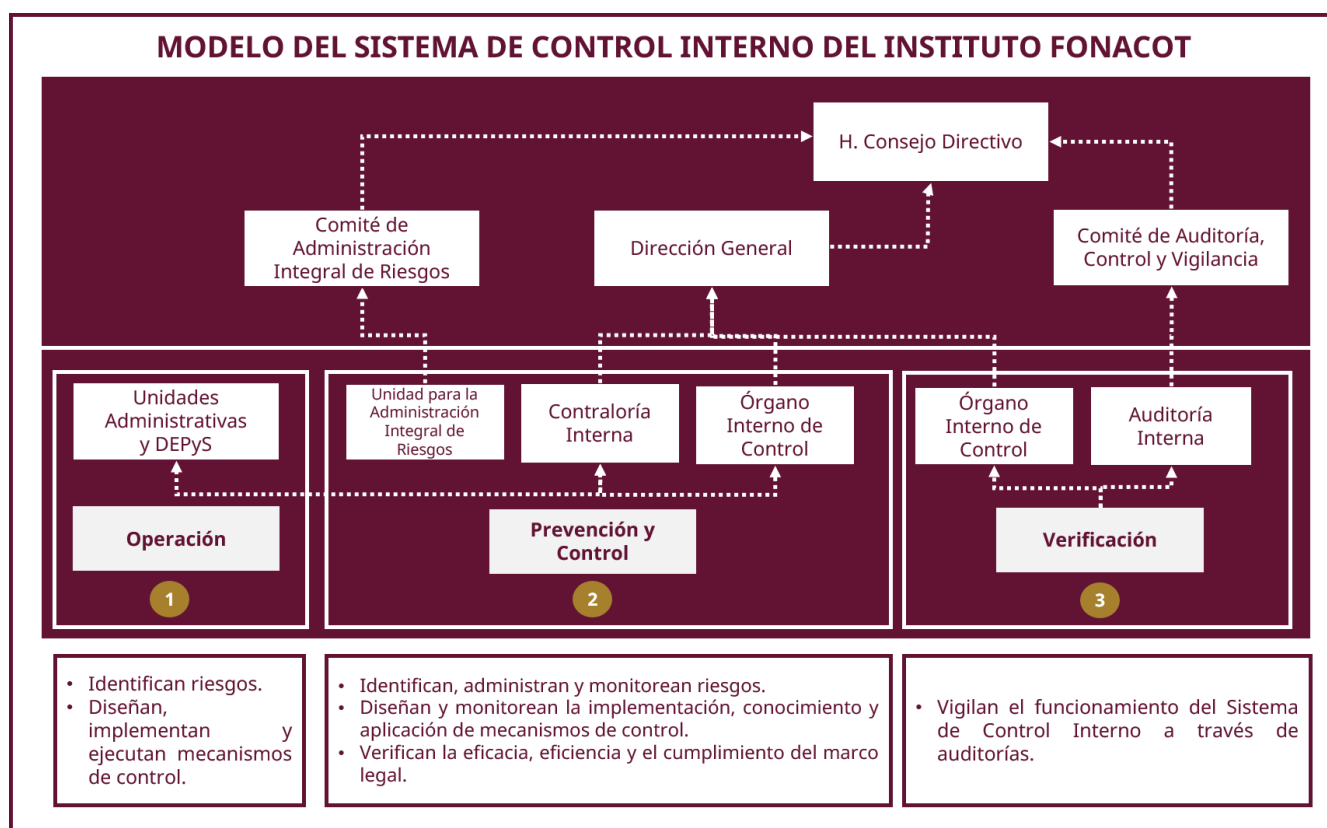 MODELO DEL SISTEMA DE CONTROL INTERNO DEL INSTITUTO FONACOT
H. Consejo Directivo
Comité de
Administración
Integral de Riesgos
Dirección General
Comité de Auditoría,
Control y Vigilancia
Unidades
Administrativas
y DEPyS
Unidad para la
Administración
Integral de
Riesgos
Contraloría
Interna
Órgano
Interno de
Control
Órgano
Interno de
Control
Auditoría
Interna
Operación
Prevención y
Control
Verificación
1
2
3
• Identifican riesgos.
• Diseñan,
implementan y
ejecutan mecanismos
de control.
• Identifican, administran y monitorean riesgos.
• Diseñan y monitorean la implementación, conocimiento y
aplicación de mecanismos de control.
• Verifican la eficacia, eficiencia y el cumplimiento del marco
legal.
• Vigilan el funcionamiento del Sistema
de Control Interno a través de
auditorías.